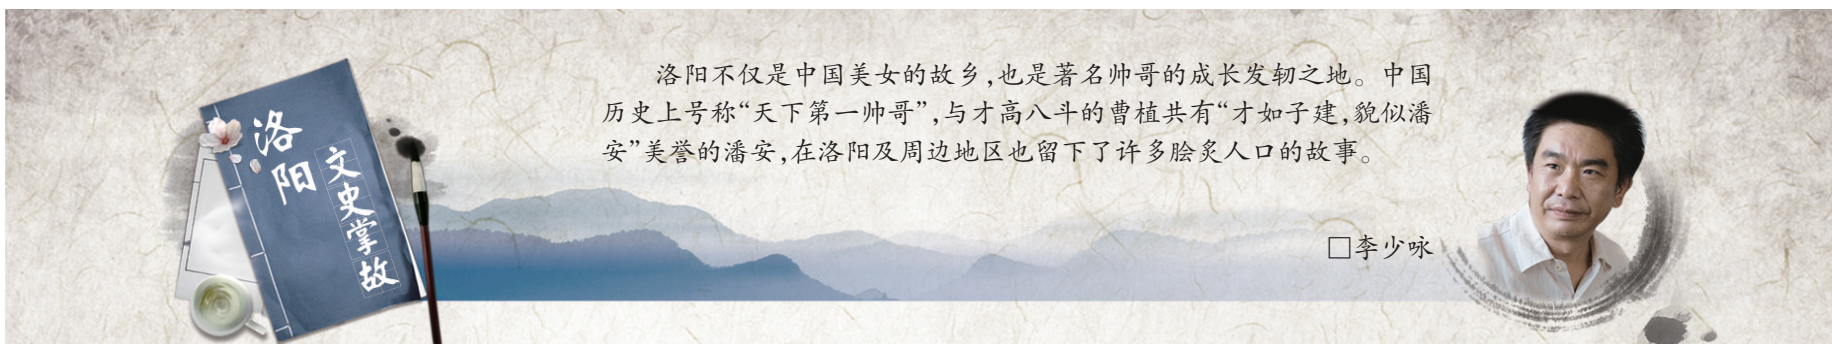 洛阳
文史掌故
洛阳不仅是中国美女的故乡,也是著名帅哥的成长发轫之地。中国
历史上号称“天下第一帅哥”,与才高八斗的曹植共有“才如子建,貌似潘
安”美誉的潘安,在洛阳及周边地区也留下了许多脍炙人口的故事。
□李少咏